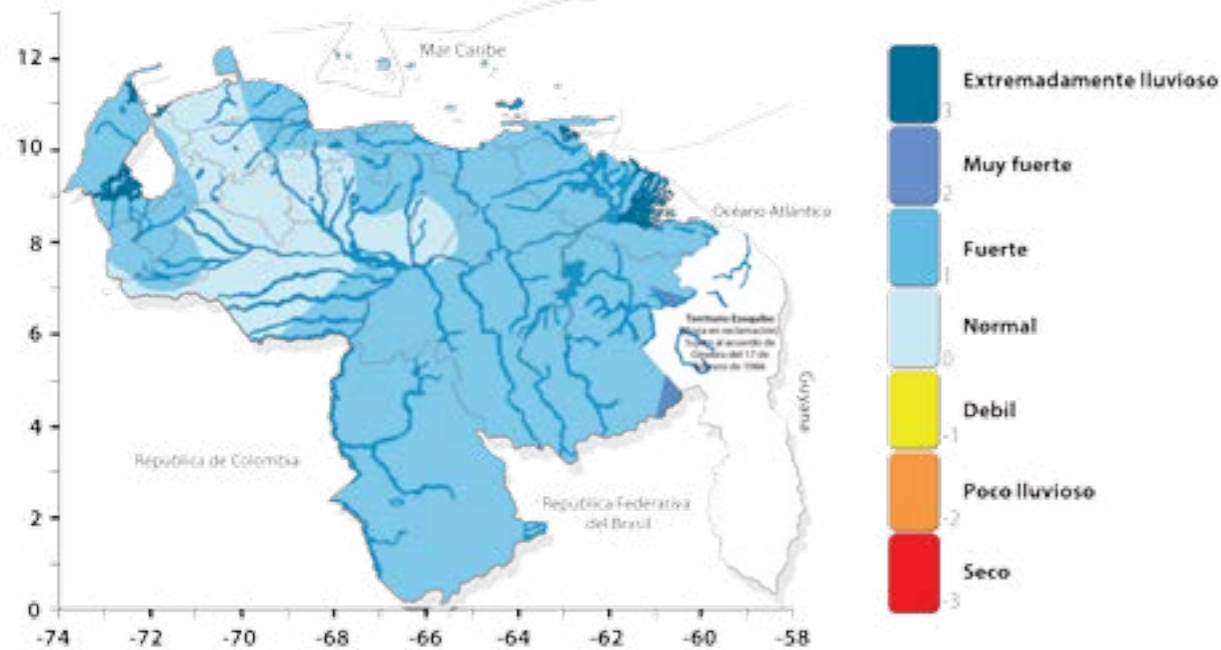 12
10
8
6
4
2
0
-74
-72
-70
-68
-66
-64
-62
-60
-58
Mar Caribe
Océano Atlántico
Territorio Esequibo
Guyana
República de Colombia
República Federativa
del Brasil
Extremadamente lluvioso
3
Muy fuerte
2
Fuerte
1
Normal
0
Debil
-1
Poco lluvioso
-2
Seco
-3